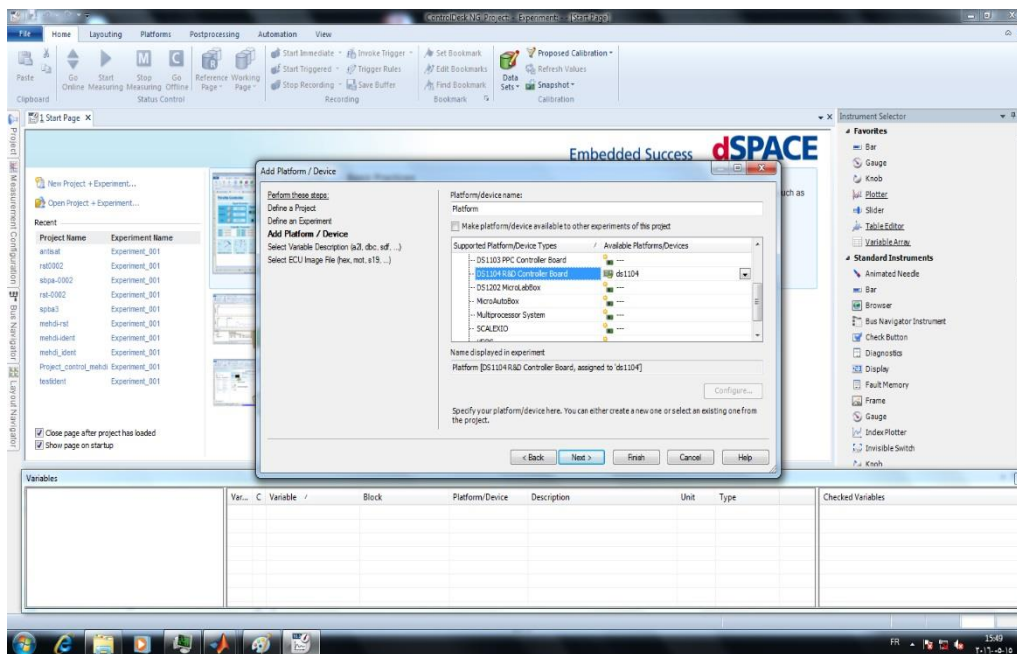 ControlDesk NG Project: Experiment: - [Start Page]
File Home Layouting Platforms Postprocessing Automation View
Paste
Go Online
Start Measuring
Stop Measuring
Go Offline
Reference Page
Working Page
Start Immediate
Invoke Trigger
Start Triggered
Trigger Rules
Stop Recording
Save Buffer
Set Bookmark
Edit Bookmarks
Find Bookmark
Data Sets
Proposed Calibration
Refresh Values
Snapshot
Clipboard Status Control Recording Bookmark Calibration
1 Start Page
Project
Measurement Configuration
Bus Navigator
Layout Navigator
Embedded Success dSPACE
New Project + Experiment...
Open Project + Experiment...
Recent
Project Name Experiment Name
Experiment_001
rst0002 Experiment_001
sbpa-0002 Experiment_001
rst-0002 Experiment_001
spba3 Experiment_001
mehdi-rst Experiment_001
mehdi-ident Experiment_001
mehdi_ident Experiment_001
Project_control_mehdi Experiment_001
testident Experiment_001
Close page after project has loaded
Show page on startup
such as
Add Platform / Device
Perform these steps:
Define a Project
Define an Experiment
Add Platform / Device
Select Variable Description (a2l, dbc, sdf, ...)
Select ECU Image File (hex, mot, s19, ...)
Platform/device name:
Platform
Make platform/device available to other experiments of this project
Supported Platform/Device Types / Available Platforms/Devices
DS1103 PPC Controller Board ---
DS1104 R&D Controller Board ds1104
DS1202 MicroLabBox ---
MicroAutoBox ---
Multiprocessor System ---
SCALEXIO ---
Name displayed in experiment
Platform [DS1104 R&D Controller Board, assigned to 'ds1104']
Configure...
Specify your platform/device here. You can either create a new one or select an existing one from
the project.
< Back Next > Finish Cancel Help
Instrument Selector
Favorites
Bar
Gauge
Knob
Plotter
Slider
Table Editor
Variable Array
Standard Instruments
Animated Needle
Bar
Browser
Bus Navigator Instrument
Check Button
Diagnostics
Display
Fault Memory
Frame
Gauge
Index Plotter
Invisible Switch
Knob
Variables
Var... C Variable / Block Platform/Device Description Unit Type Checked Variables
FR 15:49
٢٠١٦-٠٥-١٥